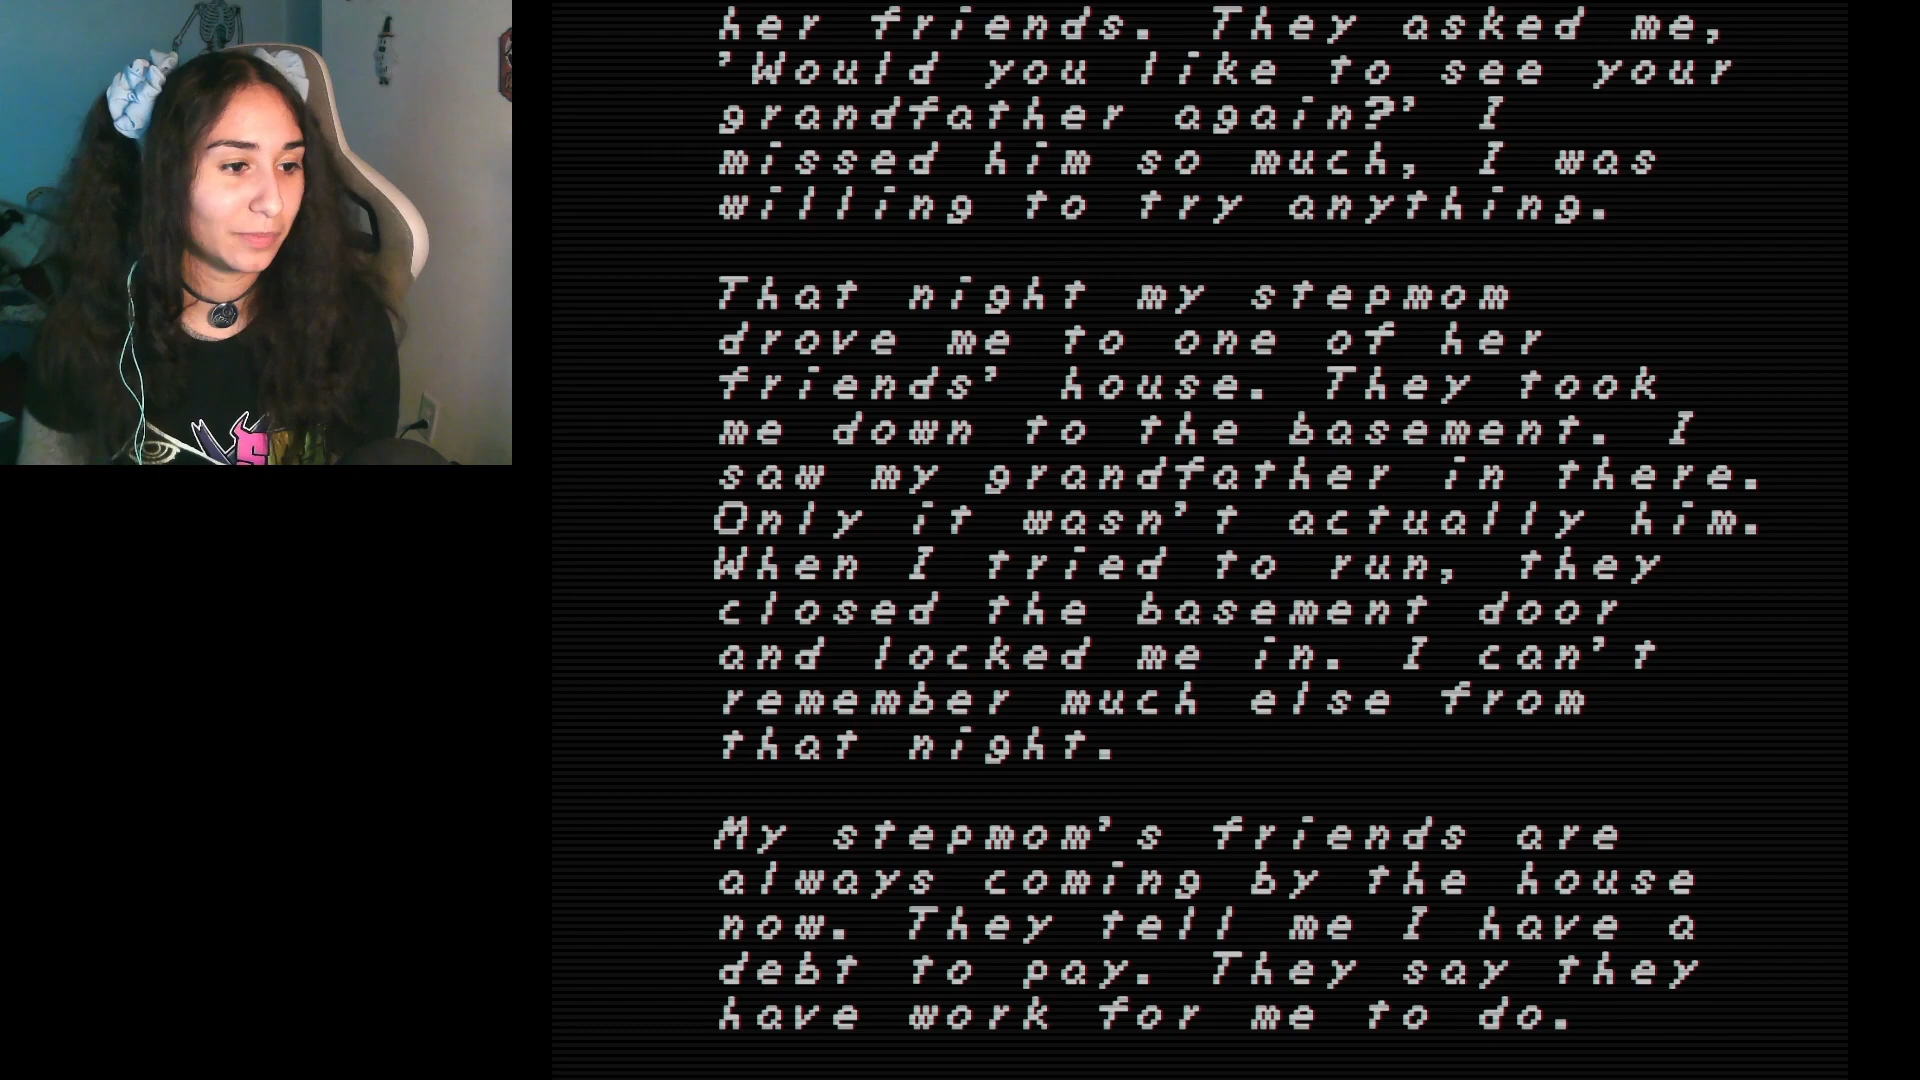 her friends. They asked me,
'Would you like to see your
grandfather again?' I
missed him so much, I was
willing to try anything.
That night my stepmom
drove me to one of her
friends' house. They took
me down to the basement. I
saw my grandfather in there.
Only it wasn't actually him.
When I tried to run, they
closed the basement door
and locked me in. I can't
remember much else from
that night.
My stepmom's friends are
always coming by the house
now. They tell me I have a
debt to pay. They say they
have work for me to do.